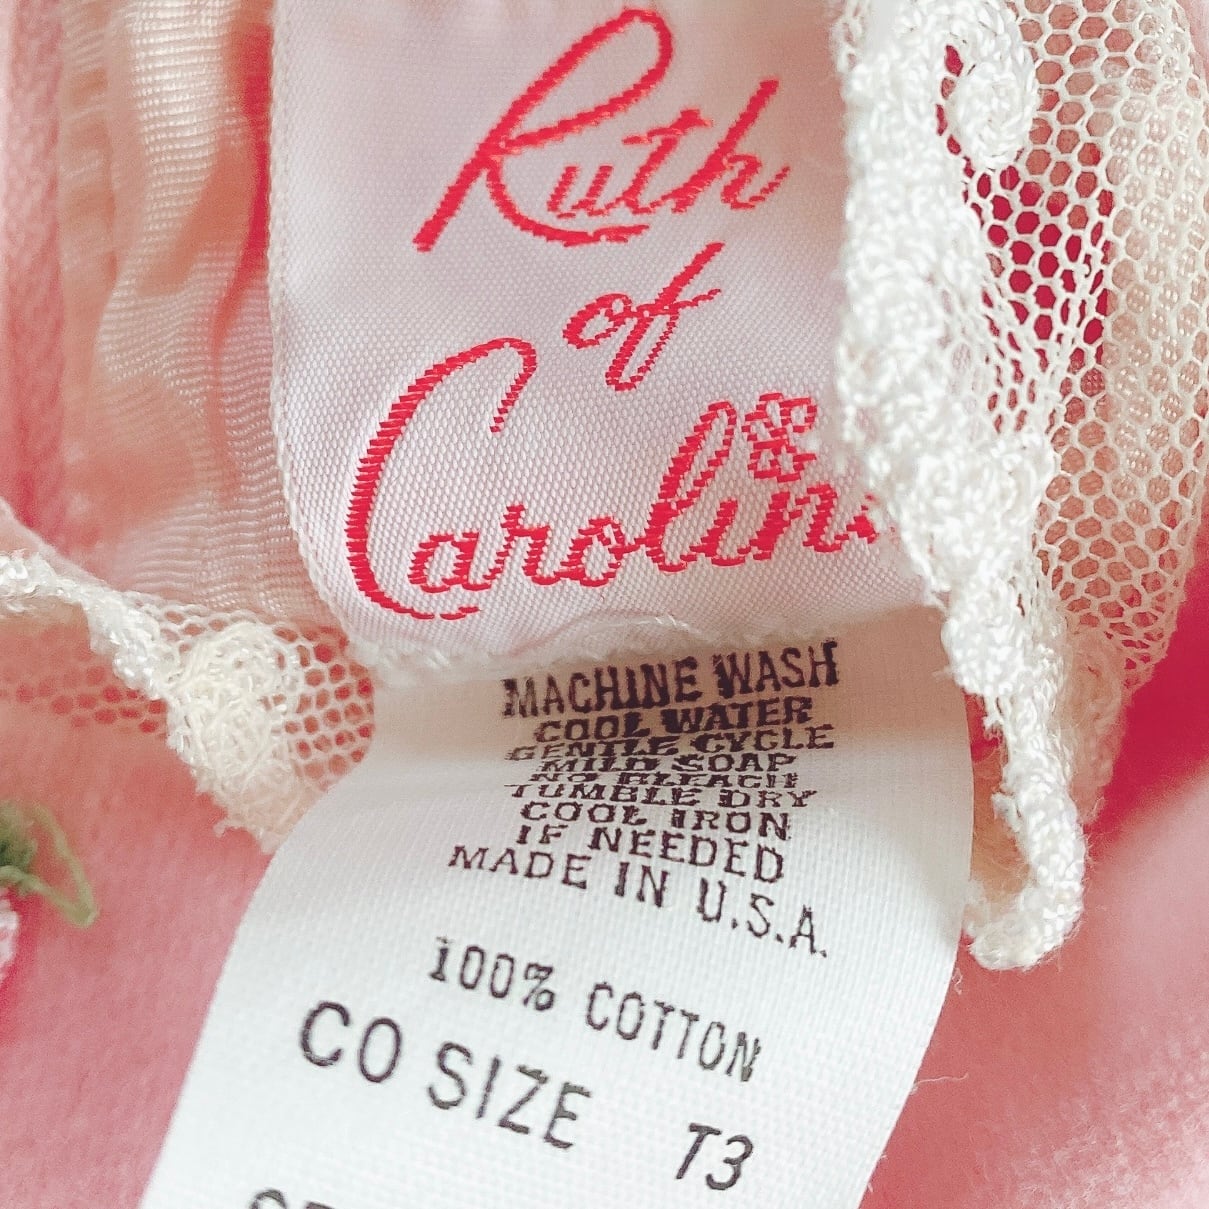 Ruth
of
Carolin
MACHINE WASH
COOL WATER
GENTLE CYCLE
MILD SOAP
NO BLEACH
TUMBLE DRY
COOL IRON
IF NEEDED
MADE IN U.S.A.
100% COTTON
CO SIZE T3